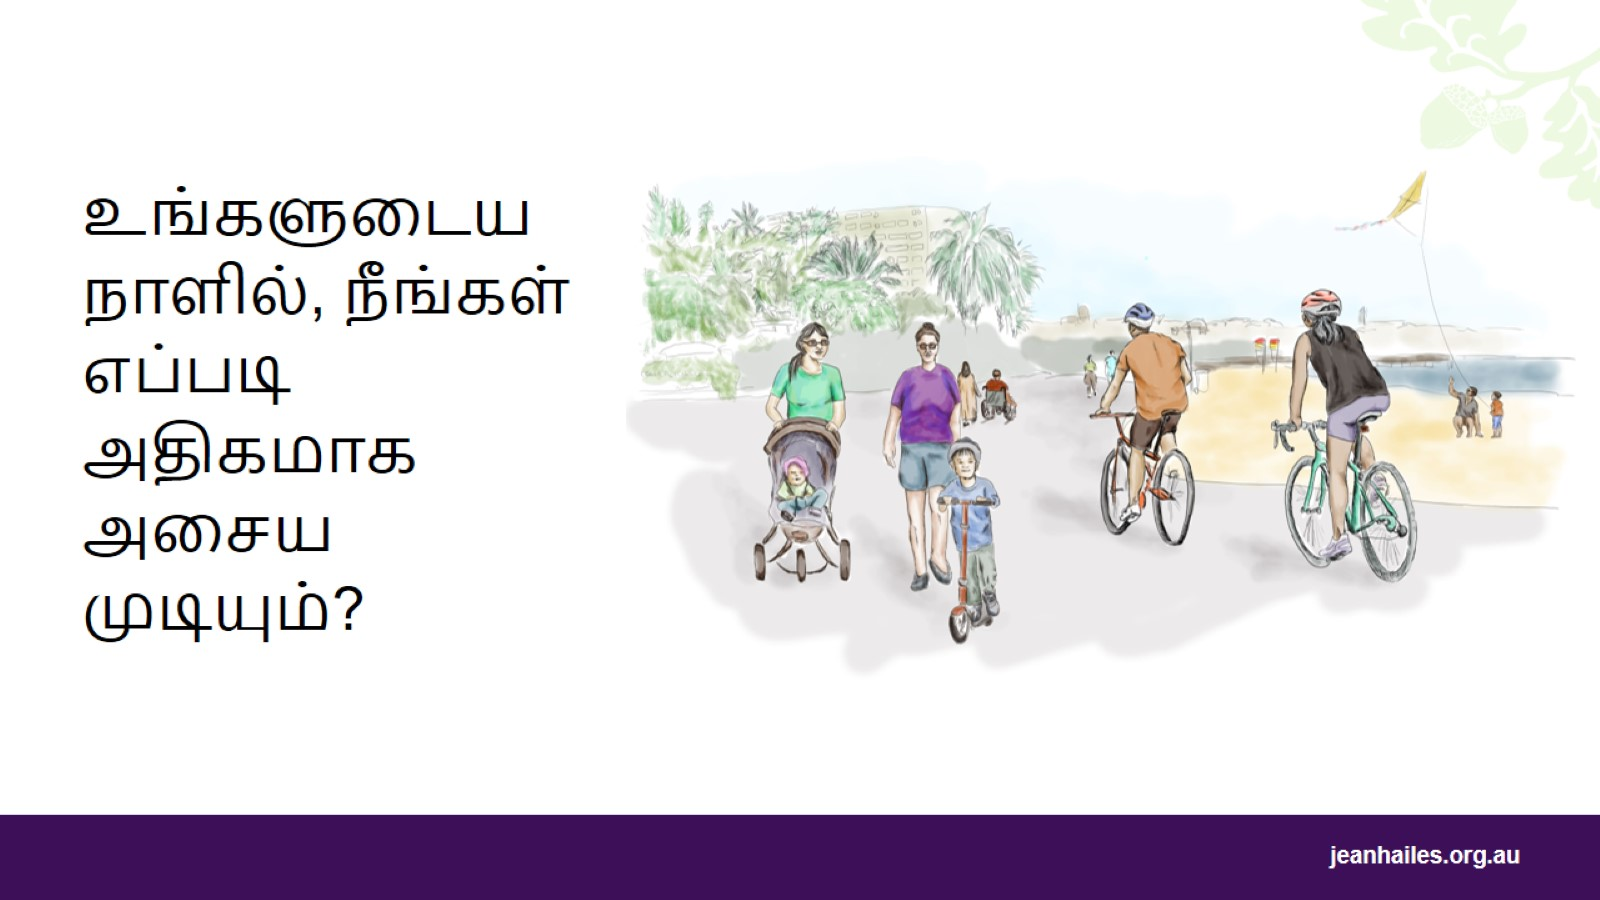 உங்களுடைய
நாளில், நீங்கள்
எப்படி
அதிகமாக
அசைய
முடியும்?
jeanhailes.org.au